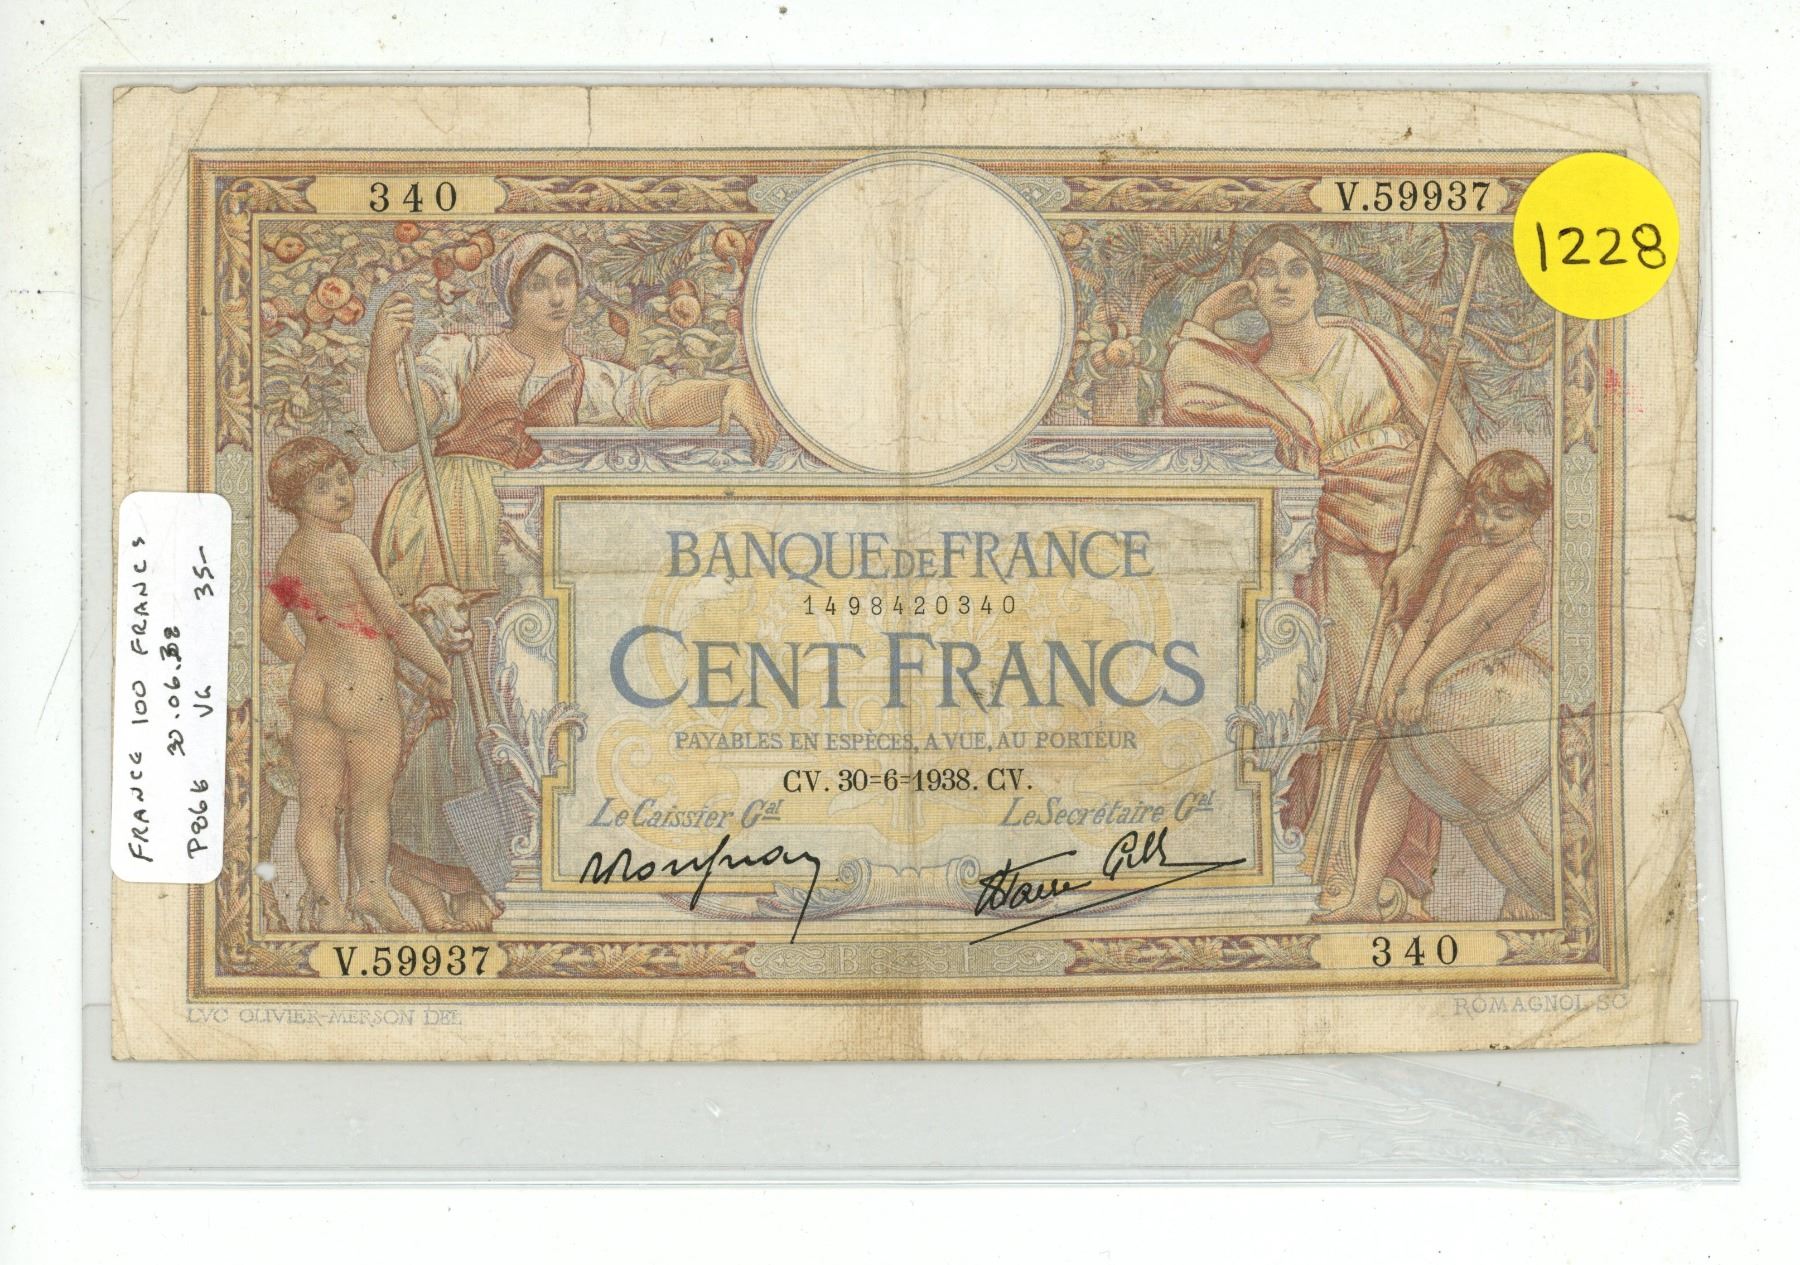 340
V.59937
1228
BANQUE DE FRANCE
1498420340
CENT FRANCS
PAYABLES EN ESPÈCES, A VUE, AU PORTEUR
CV. 30=6=1938. CV.
Le Caissier Gal
Le Secrétaire Gal
V.59937
B F
340
LVC OLIVIER-MERSON DEL
ROMAGNOL SC
FRANCE 100 FRANCS
30.06.38
P86b VG 35-